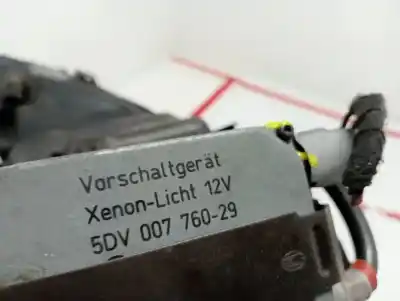 Vorschaltgerät
Xenon-Licht 12V
5DV 007 760-29